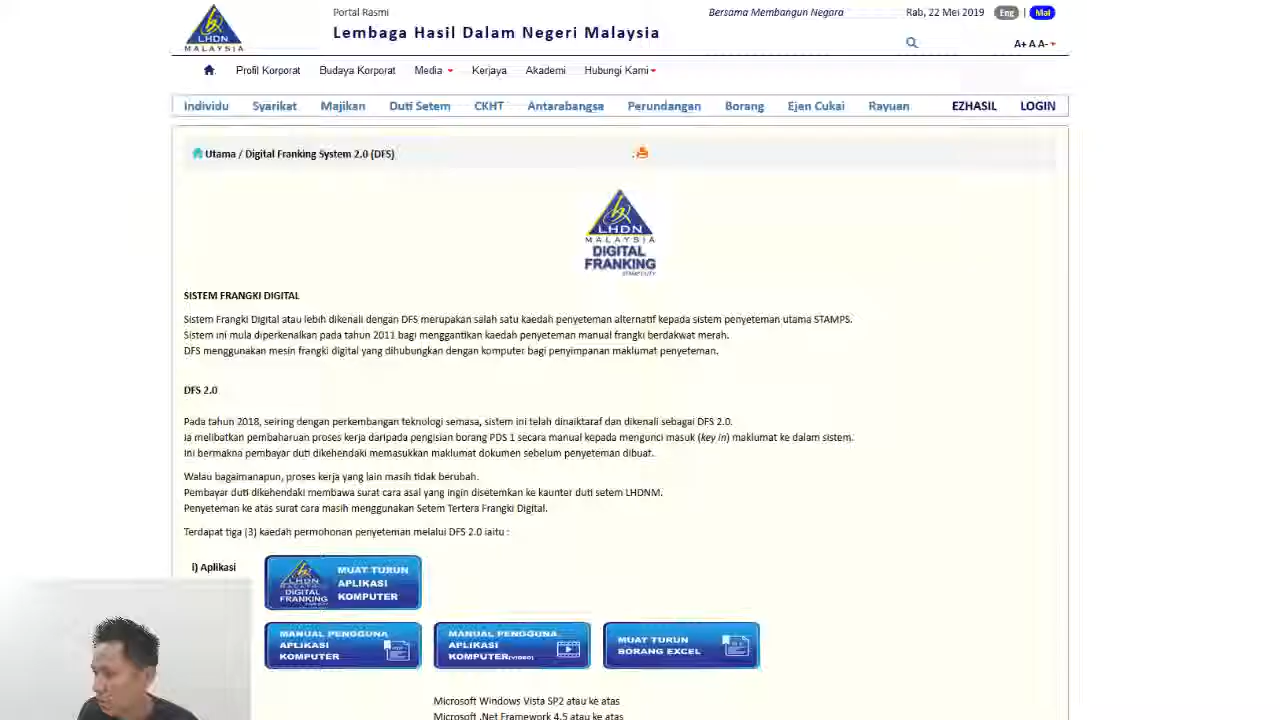 LHDN
MALAYSIA
Portal Rasmi
Lembaga Hasil Dalam Negeri Malaysia
Bersama Membangun Negara
Rab, 22 Mei 2019
Eng | Mal
A+ A A-
Profil Korporat Budaya Korporat Media Kerjaya Akademi Hubungi Kami
Individu Syarikat Majikan Duti Setem CKHT Antarabangsa Perundangan Borang Ejen Cukai Rayuan EZHASIL LOGIN
Utama / Digital Franking System 2.0 (DFS)
LHDN
MALAYSIA
DIGITAL
FRANKING
SISTEM FRANGKI DIGITAL
Sistem Frangki Digital atau lebih dikenali dengan DFS merupakan salah satu kaedah penyeteman alternatif kepada sistem penyeteman utama STAMPS.
Sistem ini mula diperkenalkan pada tahun 2011 bagi menggantikan kaedah penyeteman manual frangki berdakwat merah.
DFS menggunakan mesin frangki digital yang dihubungkan dengan komputer bagi penyimpanan maklumat penyeteman.
DFS 2.0
Pada tahun 2018, seiring dengan perkembangan teknologi semasa, sistem ini telah dinaiktaraf dan dikenali sebagai DFS 2.0.
Ia melibatkan pembaharuan proses kerja daripada pengisian borang PDS 1 secara manual kepada mengunci masuk (key in) maklumat ke dalam sistem.
Ini bermakna pembayar duti dikehendaki memasukkan maklumat dokumen sebelum penyeteman dibuat.
Walau bagaimanapun, proses kerja yang lain masih tidak berubah.
Pembayar duti dikehendaki membawa surat cara asal yang ingin disetemkan ke kaunter duti setem LHDNM.
Penyeteman ke atas surat cara masih menggunakan Setem Tertera Frangki Digital.
Terdapat tiga (3) kaedah permohonan penyeteman melalui DFS 2.0 iaitu :
i) Aplikasi
LHDN
MALAYSIA
DIGITAL
FRANKING
MUAT TURUN
APLIKASI
KOMPUTER
MANUAL PENGGUNA
APLIKASI
KOMPUTER
MANUAL PENGGUNA
APLIKASI
KOMPUTER(VIDEO)
MUAT TURUN
BORANG EXCEL
Microsoft Windows Vista SP2 atau ke atas
Microsoft .Net Framework 4.5 atau ke atas